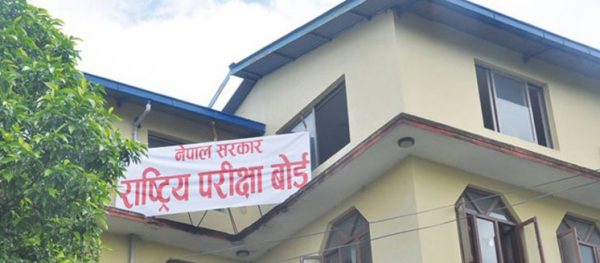 नेपाल सरकार
राष्ट्रिय परीक्षा बोर्ड